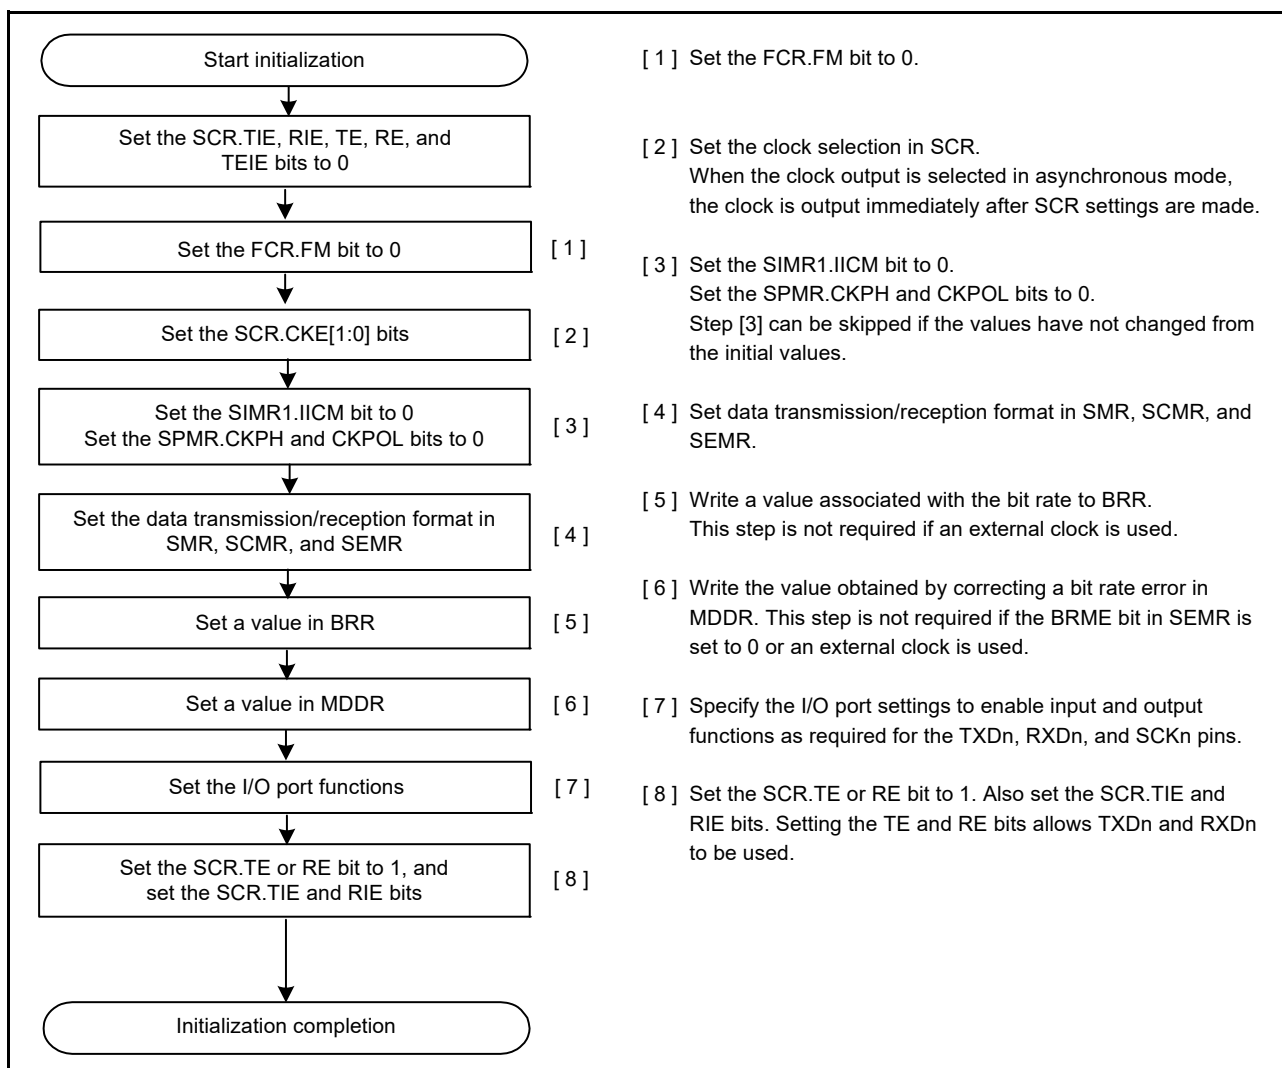 Start initialization
Set the SCR.TIE, RIE, TE, RE, and
TEIE bits to 0
Set the FCR.FM bit to 0
[ 1 ]
Set the SCR.CKE[1:0] bits
[ 2 ]
Set the SIMR1.IICM bit to 0
Set the SPMR.CKPH and CKPOL bits to 0
[ 3 ]
Set the data transmission/reception format in
SMR, SCMR, and SEMR
[ 4 ]
Set a value in BRR
[ 5 ]
Set a value in MDDR
[ 6 ]
Set the I/O port functions
[ 7 ]
Set the SCR.TE or RE bit to 1, and
set the SCR.TIE and RIE bits
[ 8 ]
Initialization completion
[ 1 ] Set the FCR.FM bit to 0.
[ 2 ] Set the clock selection in SCR.
When the clock output is selected in asynchronous mode,
the clock is output immediately after SCR settings are made.
[ 3 ] Set the SIMR1.IICM bit to 0.
Set the SPMR.CKPH and CKPOL bits to 0.
Step [3] can be skipped if the values have not changed from
the initial values.
[ 4 ] Set data transmission/reception format in SMR, SCMR, and
SEMR.
[ 5 ] Write a value associated with the bit rate to BRR.
This step is not required if an external clock is used.
[ 6 ] Write the value obtained by correcting a bit rate error in
MDDR. This step is not required if the BRME bit in SEMR is
set to 0 or an external clock is used.
[ 7 ] Specify the I/O port settings to enable input and output
functions as required for the TXDn, RXDn, and SCKn pins.
[ 8 ] Set the SCR.TE or RE bit to 1. Also set the SCR.TIE and
RIE bits. Setting the TE and RE bits allows TXDn and RXDn
to be used.